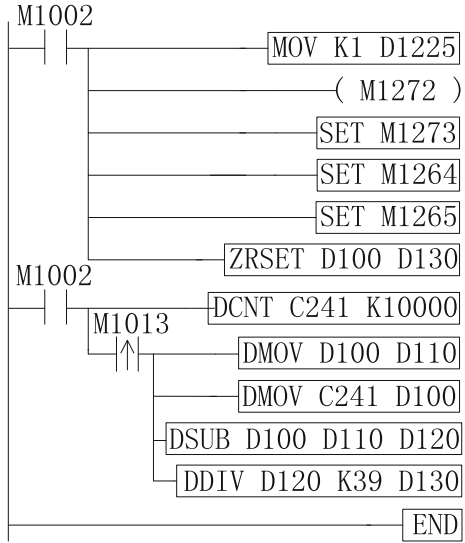 M1002
MOV K1 D1225
( M1272 )
SET M1273
SET M1264
SET M1265
ZRSET D100 D130
M1002
DCNT C241 K10000
M1013
DMOV D100 D110
DMOV C241 D100
DSUB D100 D110 D120
DDIV D120 K39 D130
END